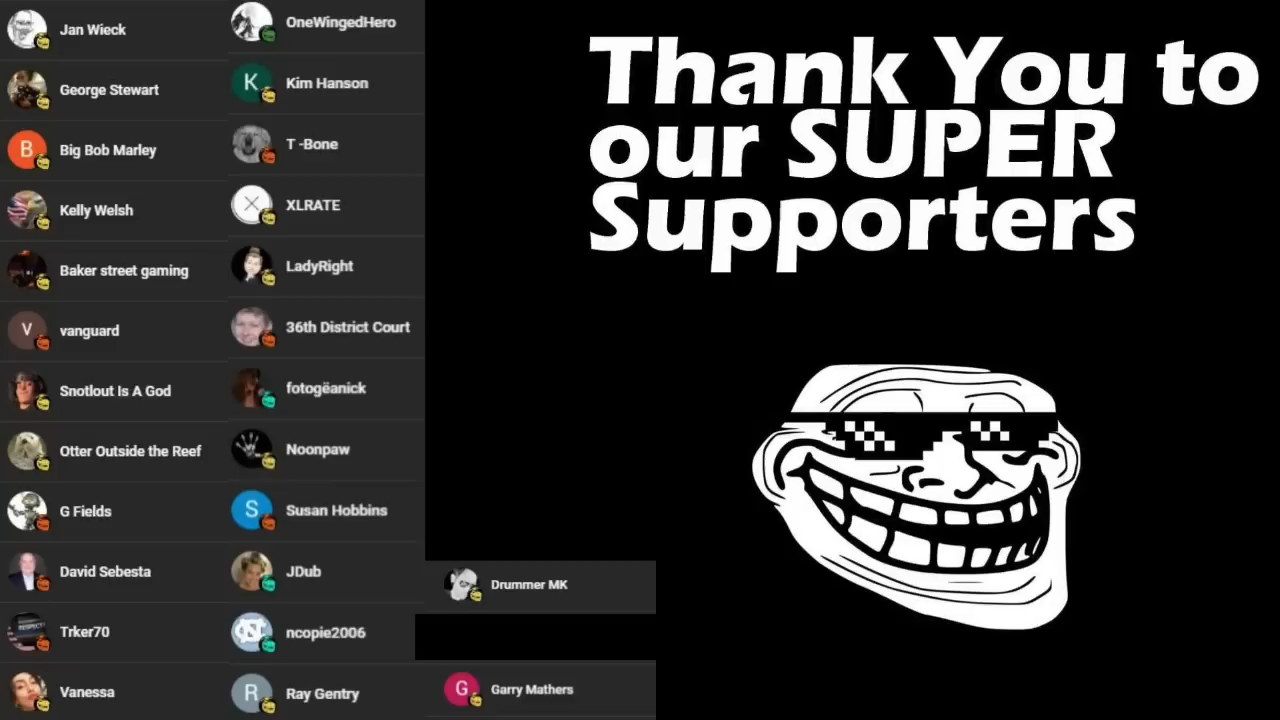 Jan Wieck
George Stewart
B
Big Bob Marley
Kelly Welsh
Baker street gaming
V
vanguard
Snotlout Is A God
Otter Outside the Reef
G Fields
David Sebesta
RESPECT
Trker70
Vanessa
OneWingedHero
K
Kim Hanson
T -Bone
XLRATE
LadyRight
36th District Court
fotogëanick
Noonpaw
S
Susan Hobbins
JDub
ncopie2006
R
Ray Gentry
Drummer MK
G
Garry Mathers
Thank You to
our SUPER
Supporters